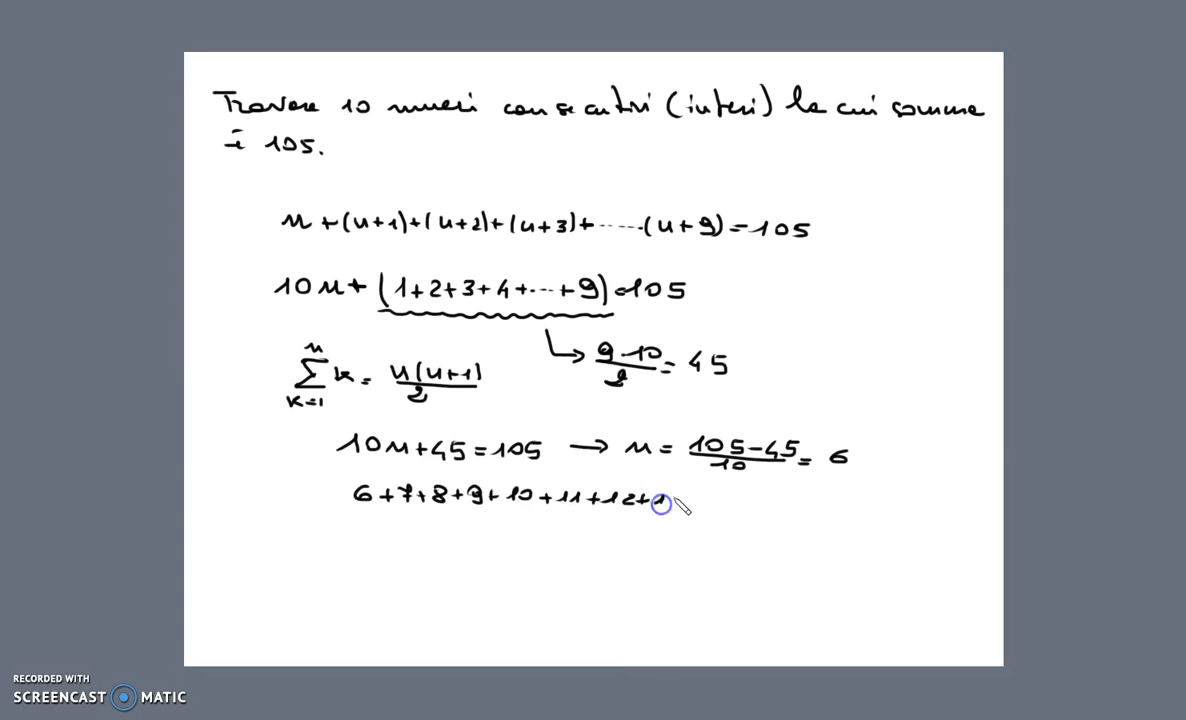 Trovare 10 numeri consecutivi (interi) la cui somma
è 105.
n+(n+1)+(n+2)+(n+3)+......(n+9)=105
10n+(1+2+3+4+...+9)=105
∑_{k=1}^{n} k = n(n+1)/2
↳ 9·10/2 = 45
10n+45=105 → n = 105-45/10 = 6
6+7+8+9+10+11+12+1
RECORDED WITH
SCREENCAST MATIC